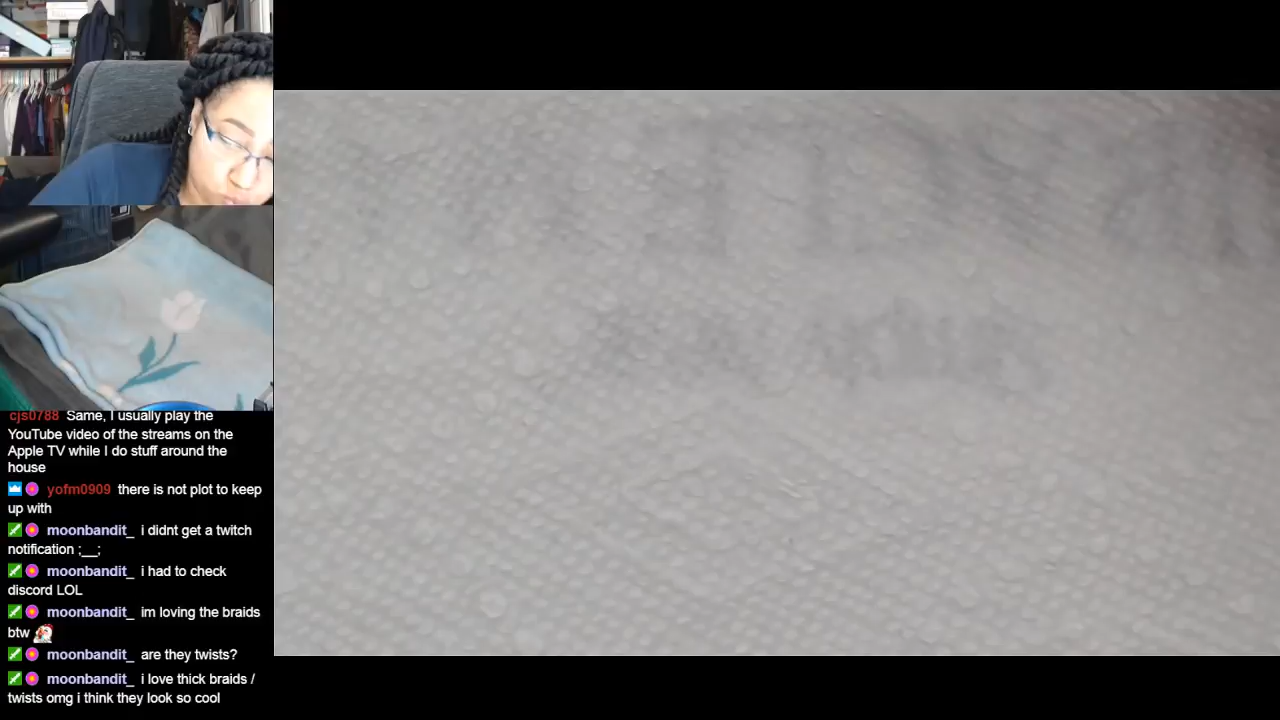 cjs0788 Same, I usually play the
YouTube video of the streams on the
Apple TV while I do stuff around the
house
yofm0909 there is not plot to keep
up with
moonbandit_ i didnt get a twitch
notification ;__;
moonbandit_ i had to check
discord LOL
moonbandit_ im loving the braids
btw
moonbandit_ are they twists?
moonbandit_ i love thick braids /
twists omg i think they look so cool